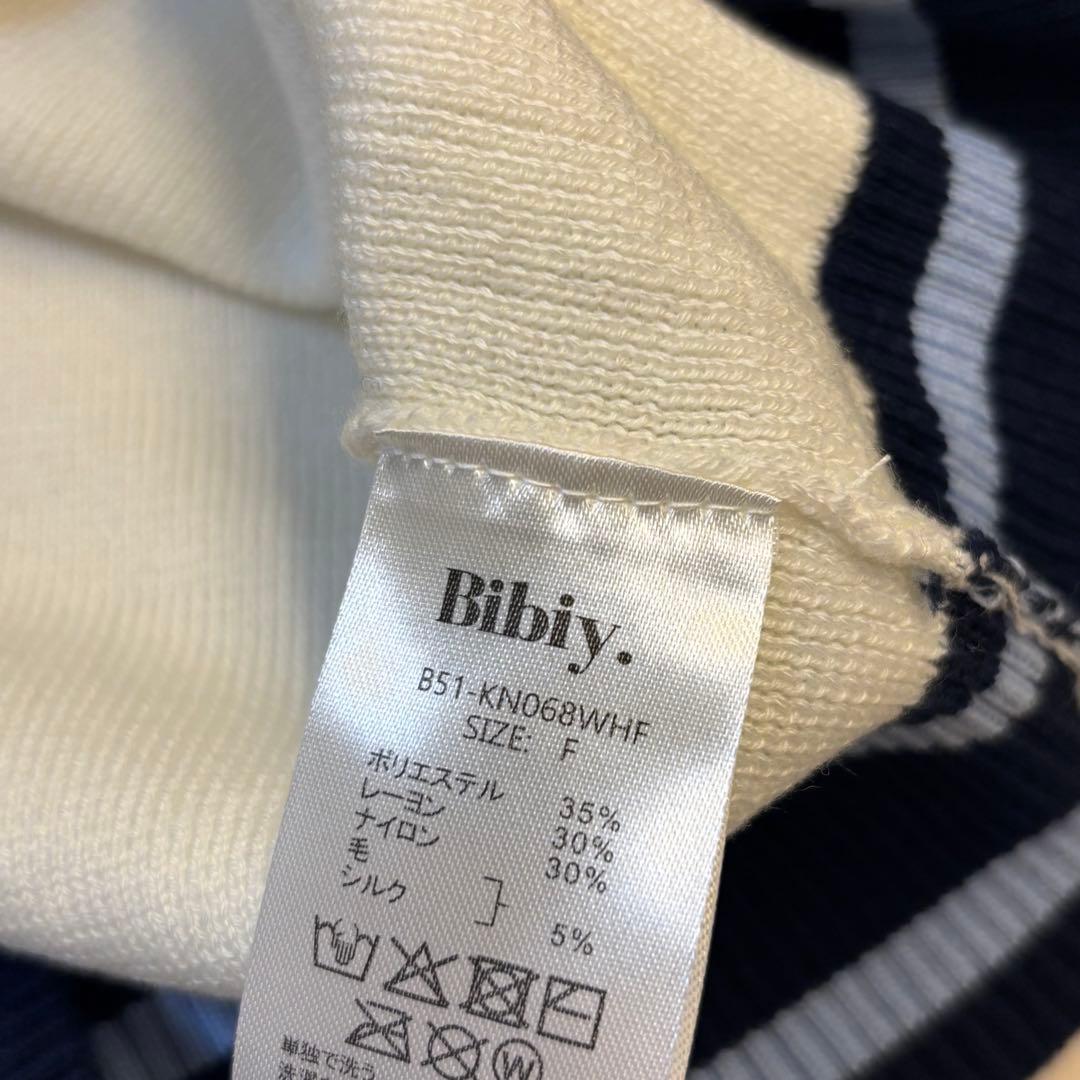 Bibiy.
B51-KN068WHF
SIZE: F
ポリエステル 35%
レーヨン 30%
ナイロン 30%
毛
シルク 5%
W
単独で洗う